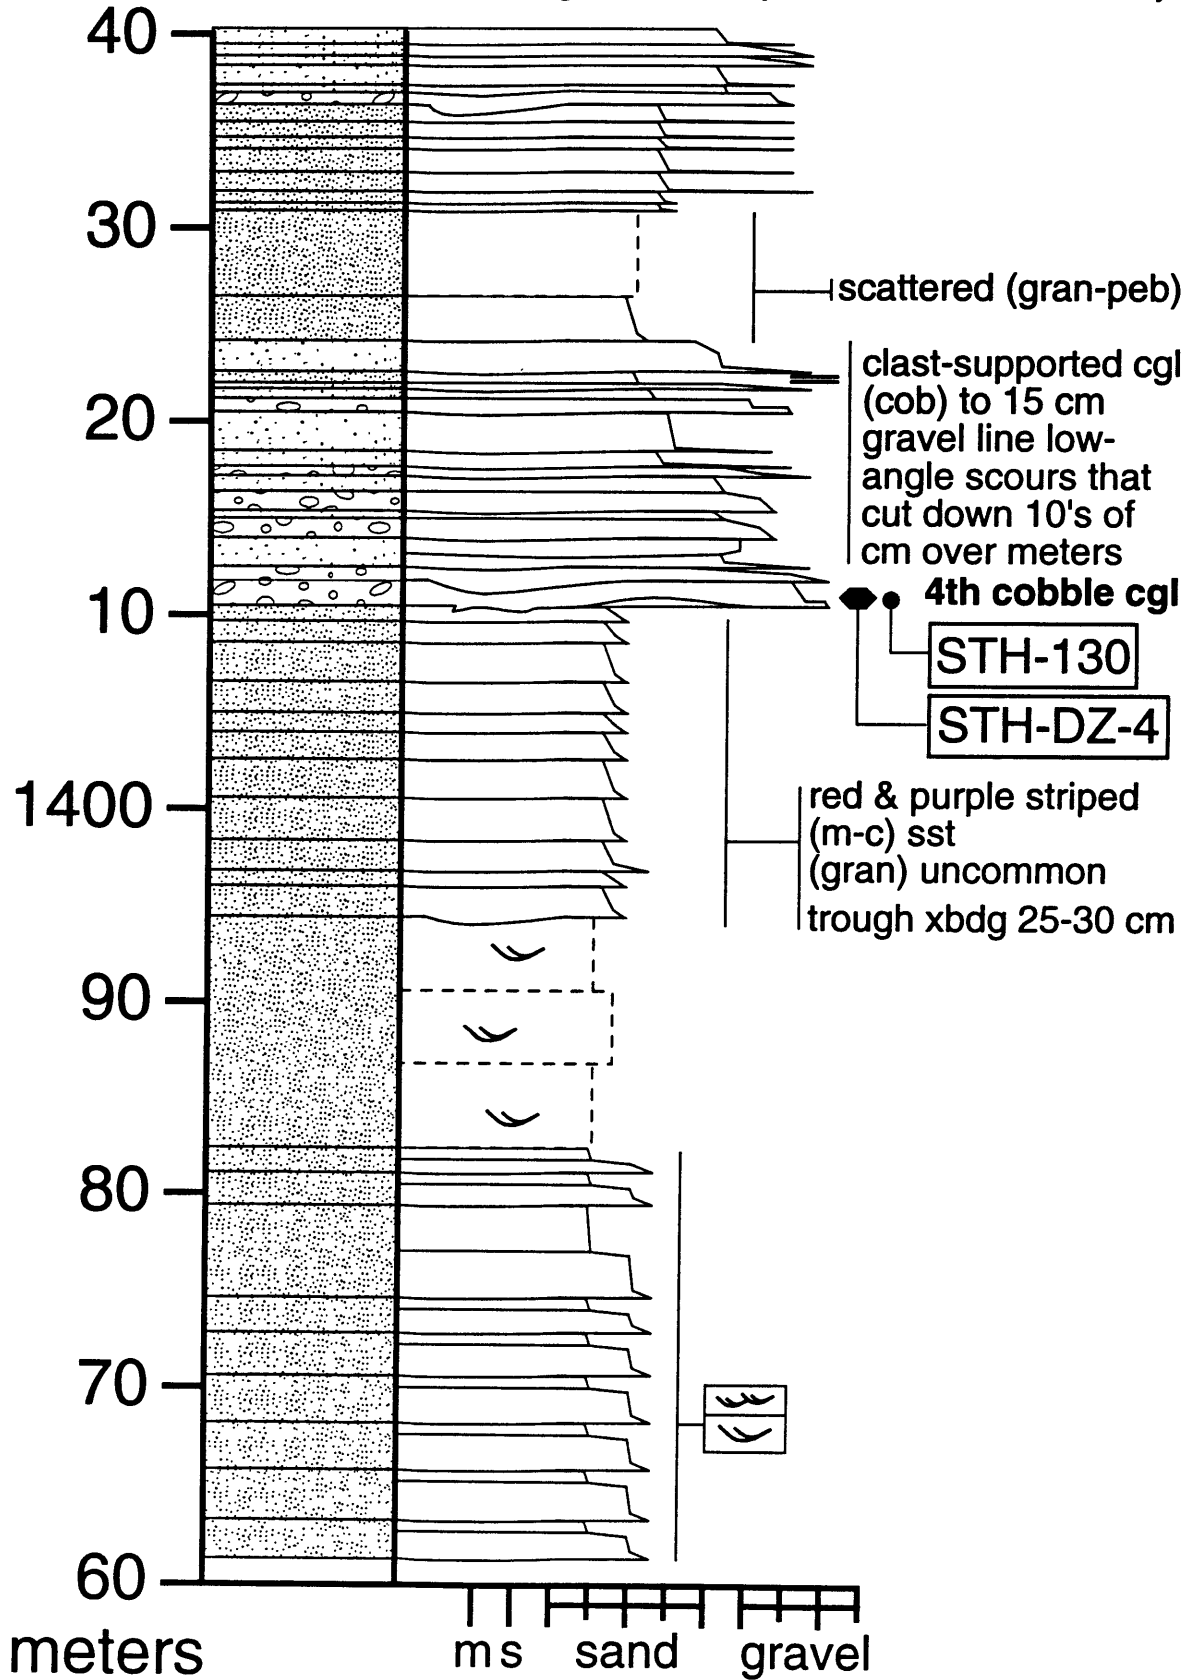 40
30
scattered (gran-peb)
clast-supported cgl
(cob) to 15 cm
gravel line low-
angle scours that
cut down 10's of
cm over meters
20
10
4th cobble cgl
STH-130
STH-DZ-4
1400
red & purple striped
(m-c) sst
(gran) uncommon
trough xbdg 25-30 cm
90
80
70
60
meters
m s sand gravel